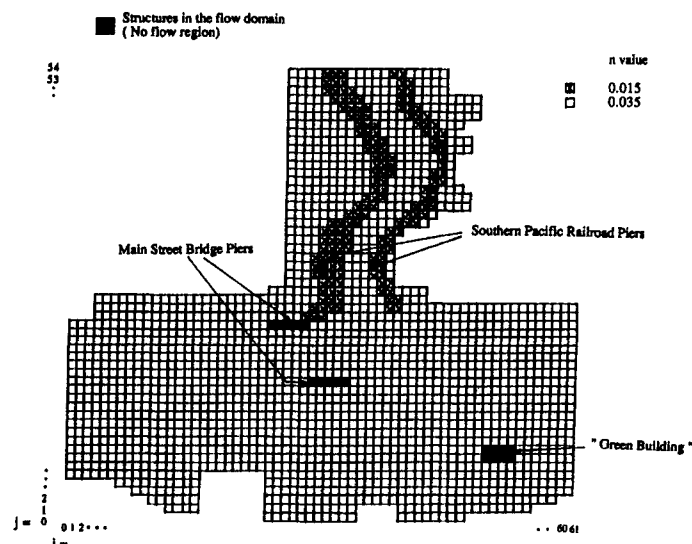 Structures in the flow domain
( No flow region)
54
53
n value
0.015
0.035
Southern Pacific Railroad Piers
Main Street Bridge Piers
" Green Building "
2
1
j = 0
0 1 2 • • •
• • 60 61